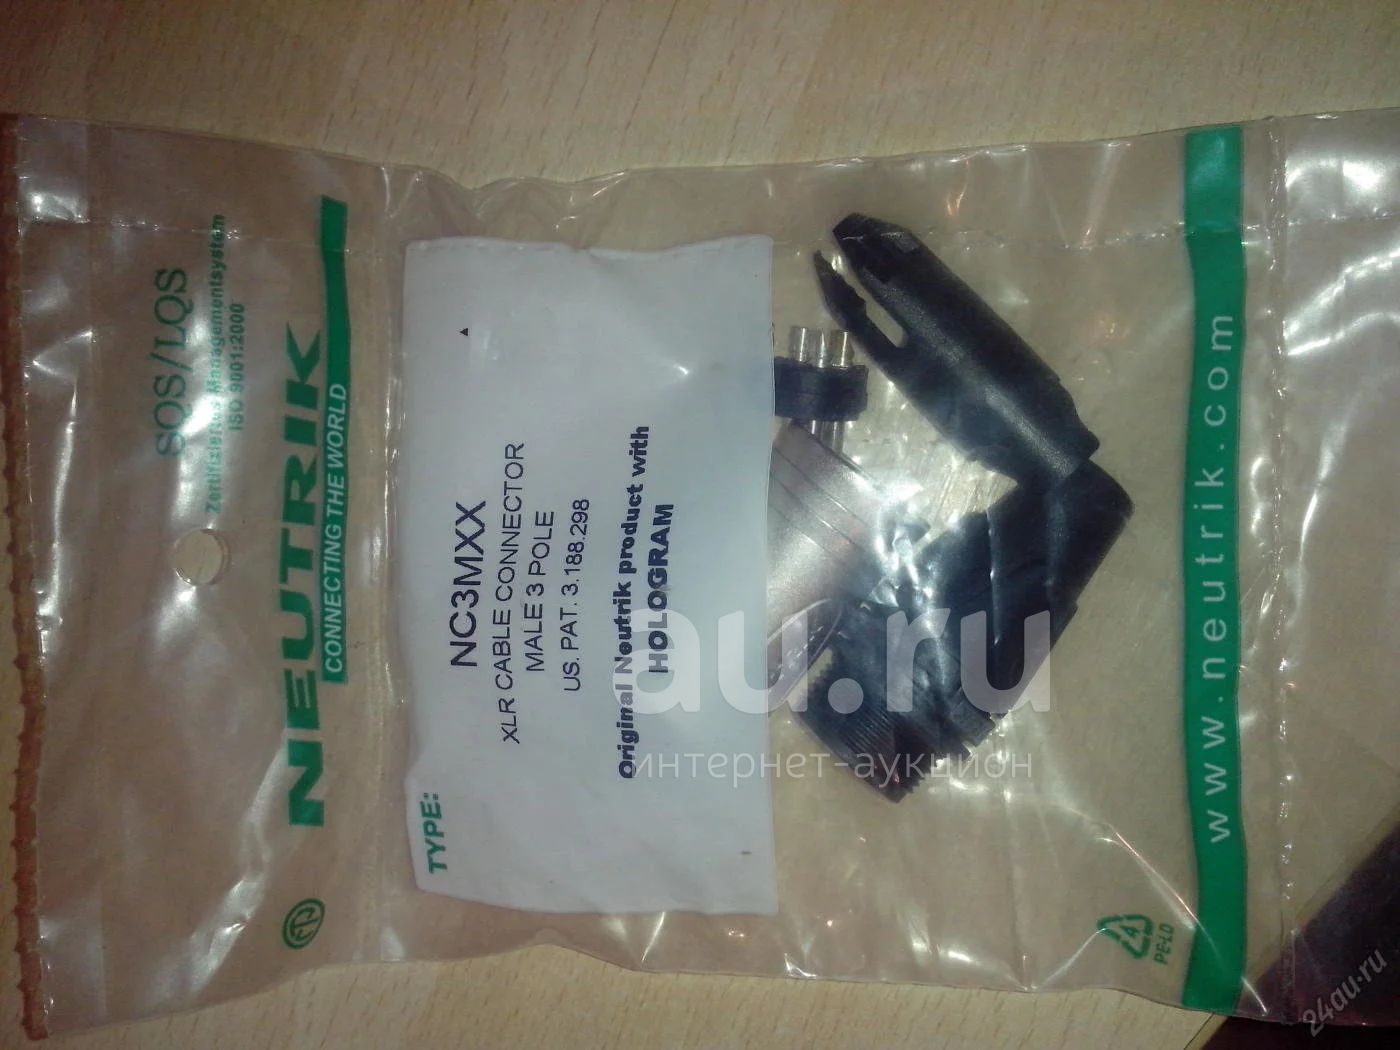 SQS/LQS
Zertifiziertes Managementsystem
ISO 9001:2000
NEUTRIK
CONNECTING THE WORLD
TYPE:
NC3MXX
XLR CABLE CONNECTOR
MALE 3 POLE
US. PAT. 3.188.298
Original Neutrik product with
HOLOGRAM
www.neutrik.com
4
PE-LD
au.ru
интернет-аукцион
24au.ru